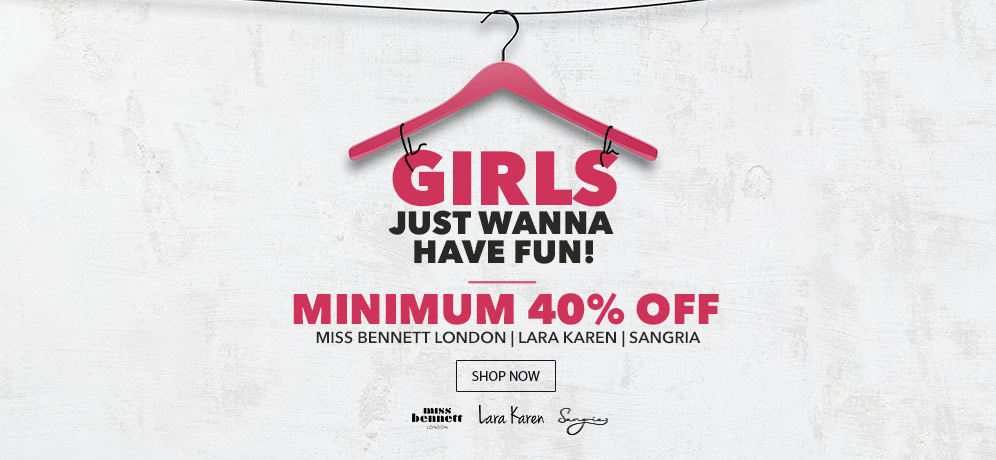 GIRLS
JUST WANNA
HAVE FUN!
MINIMUM 40% OFF
MISS BENNETT LONDON | LARA KAREN | SANGRIA
SHOP NOW
miss
bennett
LONDON
Lara Karen
Sangria